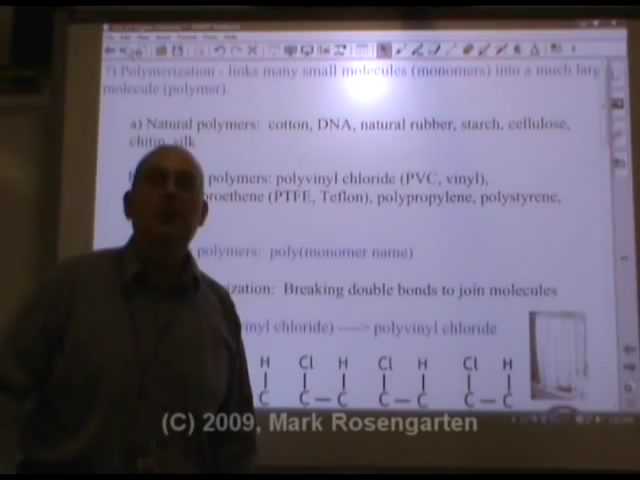 7) Polymerization - links many small molecules (monomers) into a much larg
molecule (polymer).
a) Natural polymers: cotton, DNA, natural rubber, starch, cellulose,
chitin, silk
polymers: polyvinyl chloride (PVC, vinyl),
roethene (PTFE, Teflon), polypropylene, polystyrene,
polymers: poly(monomer name)
ization: Breaking double bonds to join molecules
inyl chloride) ----> polyvinyl chloride
H Cl H Cl H Cl H
C C — C C — C C — C
(C) 2009, Mark Rosengarten